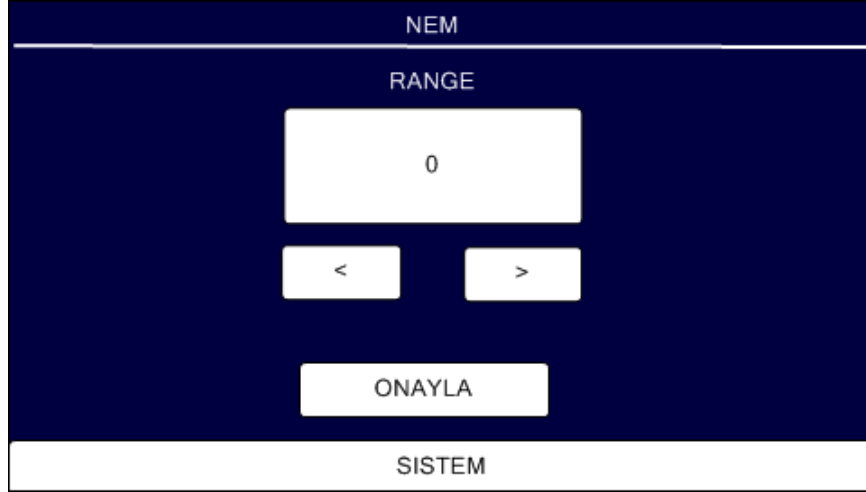 NEM
RANGE
0
< >
ONAYLA
SISTEM